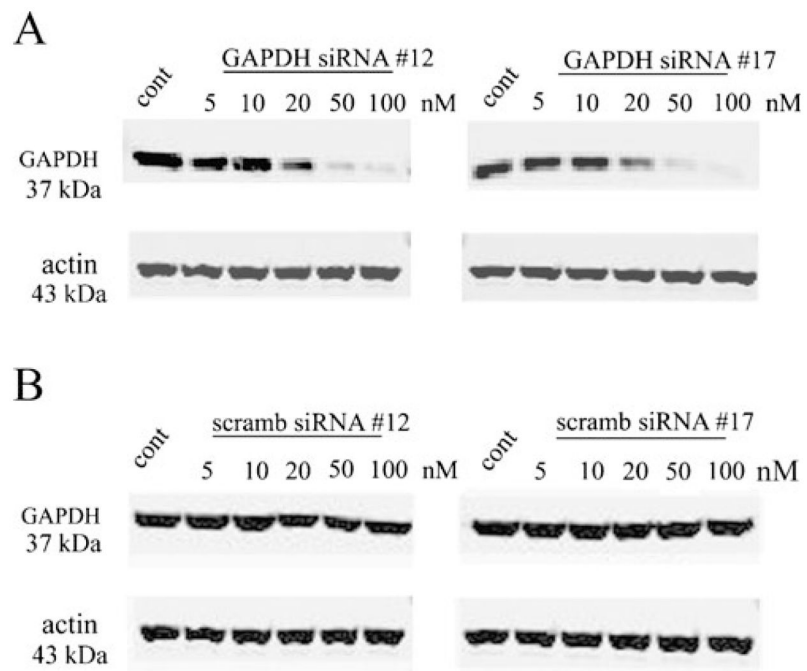 A
GAPDH siRNA #12
cont 5 10 20 50 100 nM
GAPDH
37 kDa
actin
43 kDa
GAPDH siRNA #17
cont 5 10 20 50 100 nM
B
scramb siRNA #12
cont 5 10 20 50 100 nM
GAPDH
37 kDa
actin
43 kDa
scramb siRNA #17
cont 5 10 20 50 100 nM